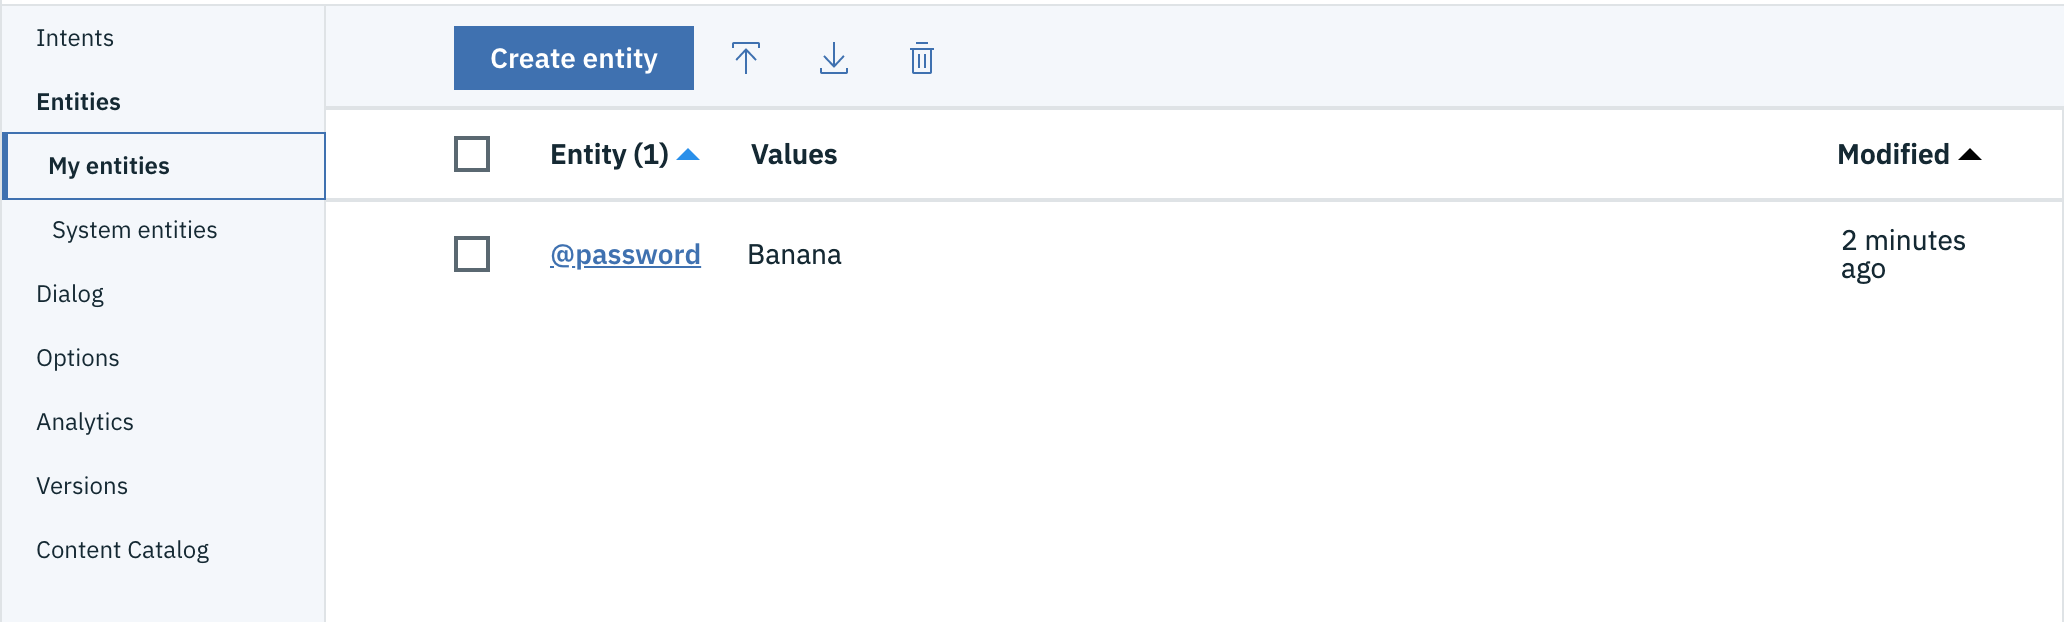 Intents
Entities
My entities
System entities
Dialog
Options
Analytics
Versions
Content Catalog
Create entity
Entity (1) Values Modified
@password Banana 2 minutes
ago